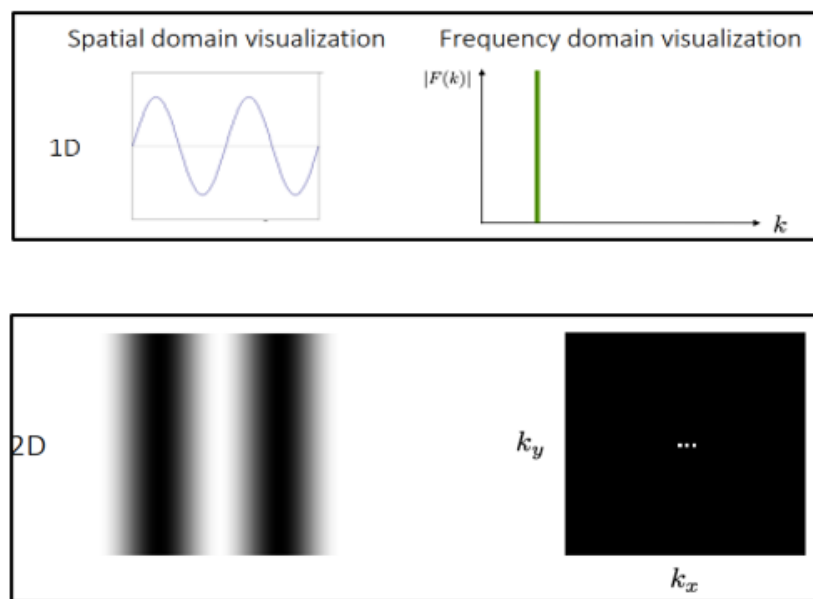 Spatial domain visualization Frequency domain visualization
|F(k)|
1D
k
2D
k_y
k_x